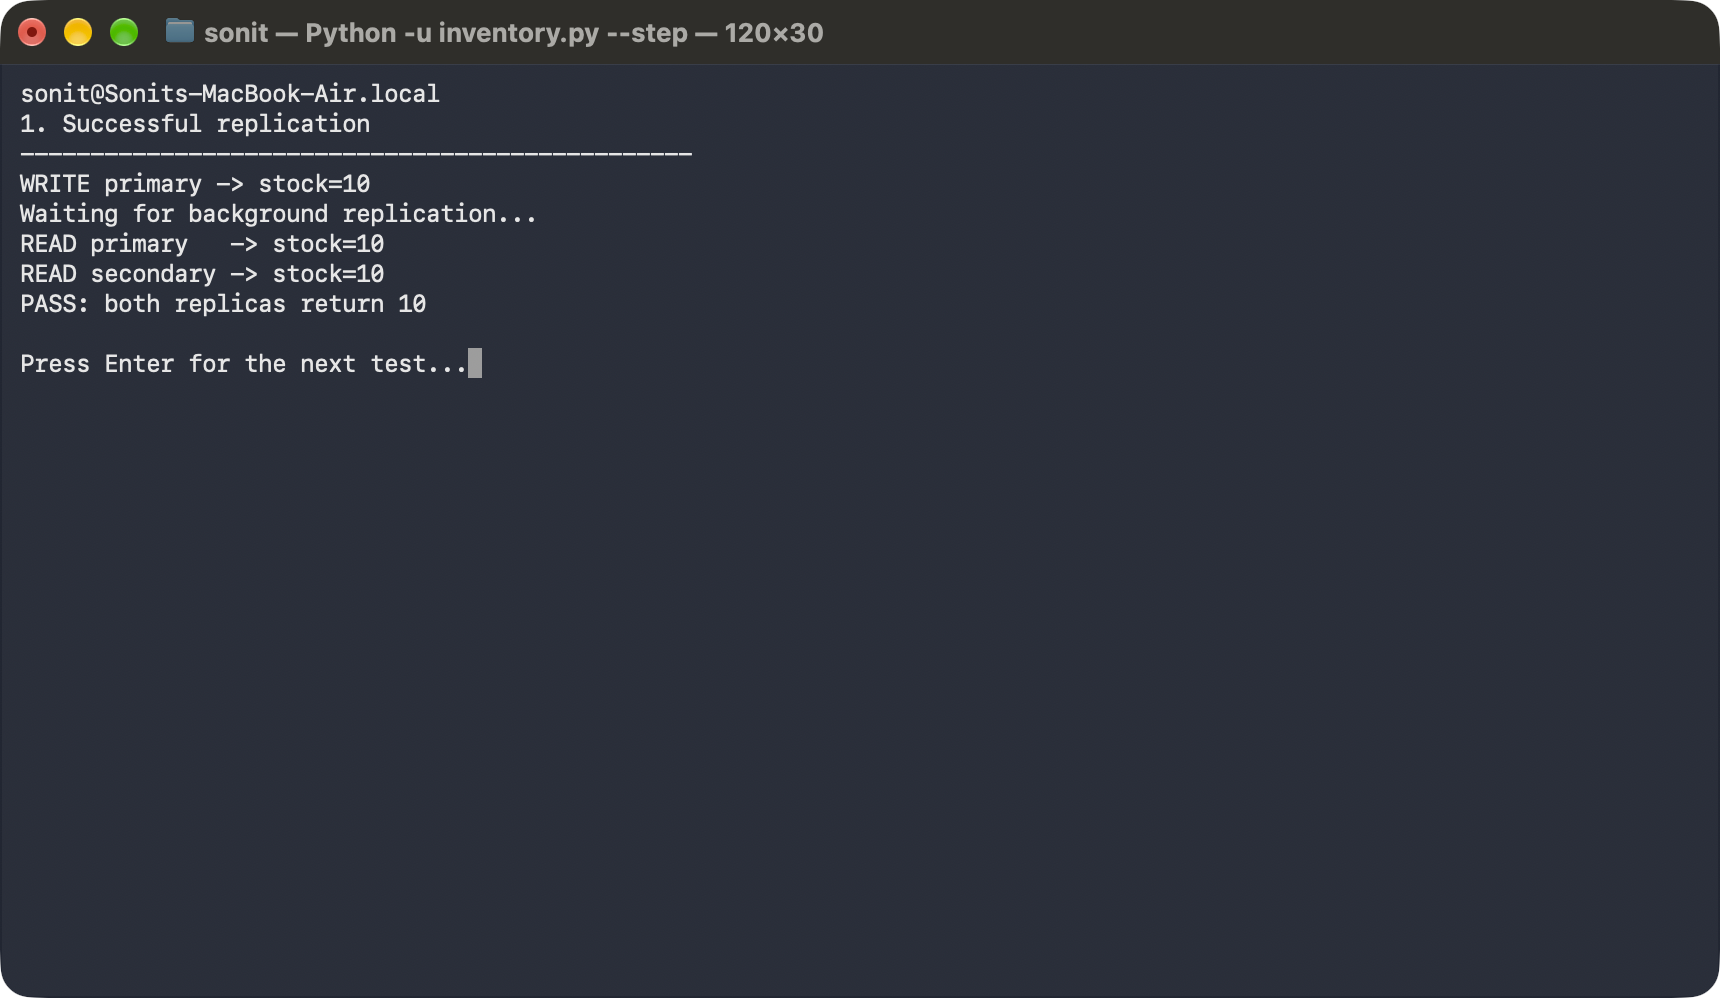 sonit — Python -u inventory.py --step — 120×30
sonit@Sonits-MacBook-Air.local
1. Successful replication
————————————————————————————————————————————————
WRITE primary -> stock=10
Waiting for background replication...
READ primary   -> stock=10
READ secondary -> stock=10
PASS: both replicas return 10
Press Enter for the next test...